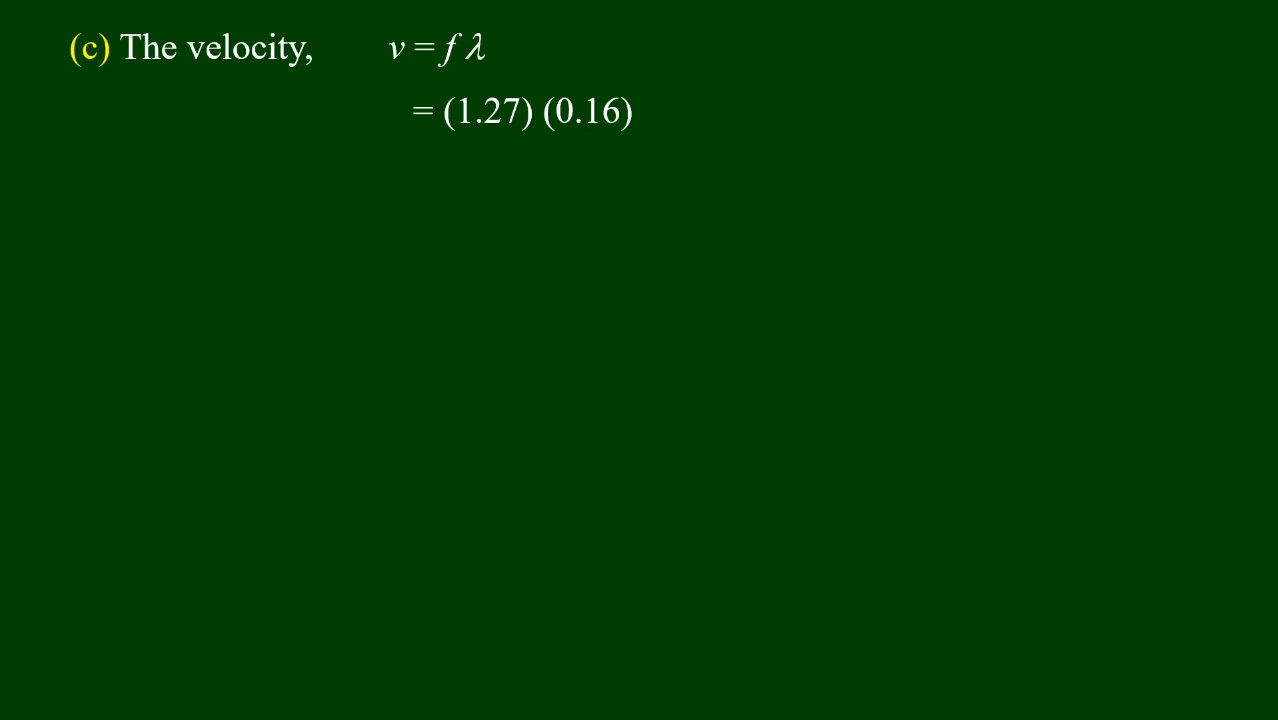 (c) The velocity, v = f λ
= (1.27) (0.16)